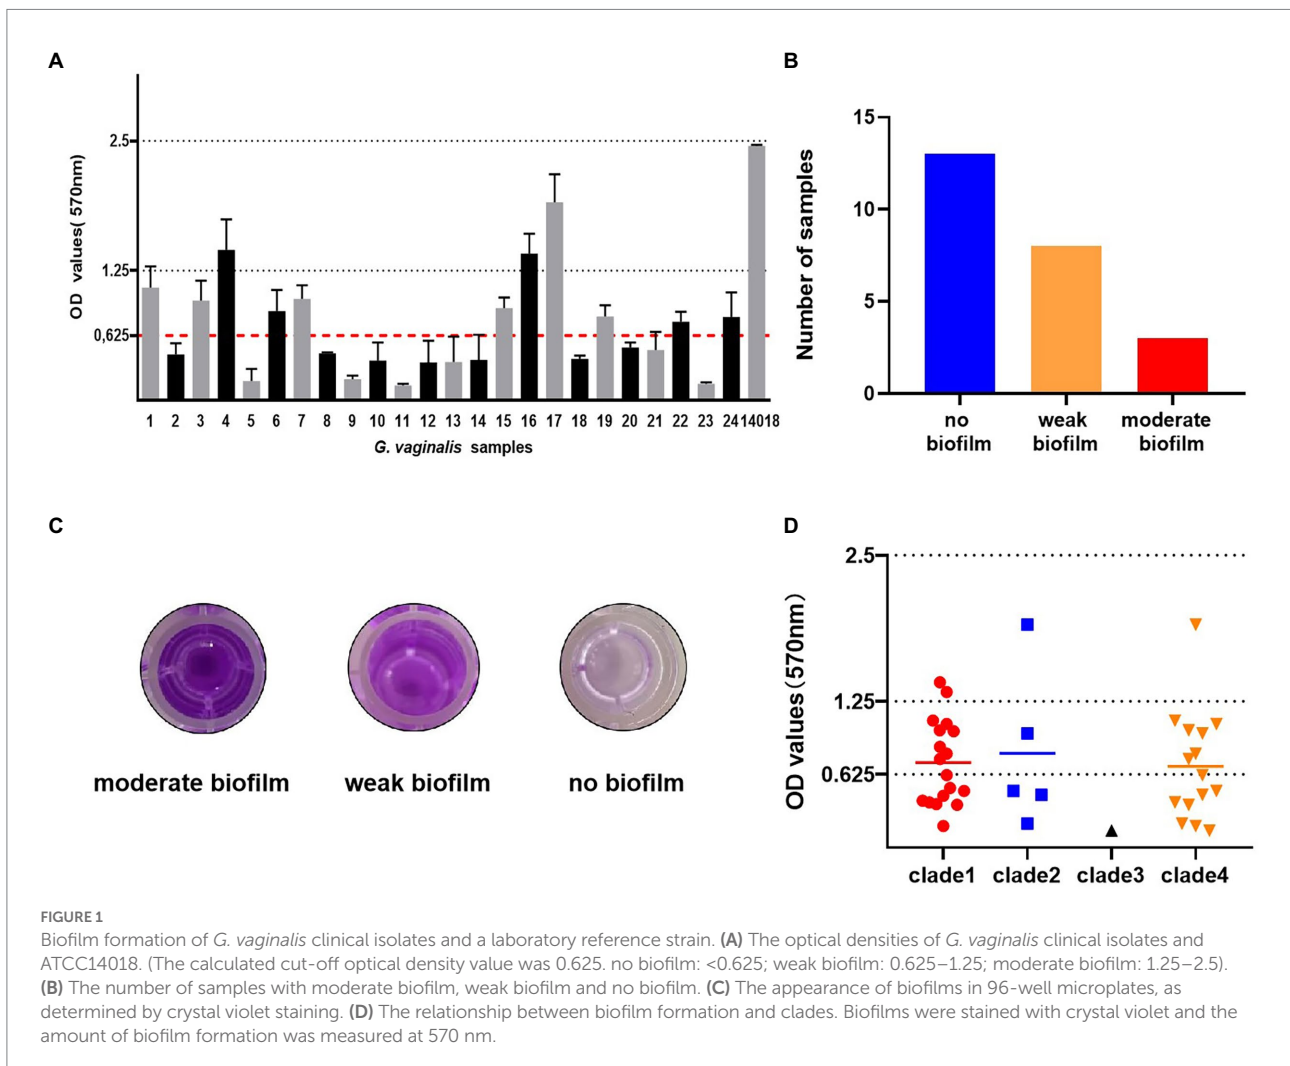 A
OD values( 570nm)
2.5
1.25
0,625
1 2 3 4 5 6 7 8 9 10 11 12 13 14 15 16 17 18 19 20 21 22 23 24 14018
G. vaginalis samples
B
Number of samples
15
10
5
0
no biofilm
weak biofilm
moderate biofilm
C
moderate biofilm
weak biofilm
no biofilm
D
OD values(570nm)
2.5
1.25
0.625
clade1 clade2 clade3 clade4
FIGURE 1
Biofilm formation of G. vaginalis clinical isolates and a laboratory reference strain. (A) The optical densities of G. vaginalis clinical isolates and
ATCC14018. (The calculated cut-off optical density value was 0.625. no biofilm: <0.625; weak biofilm: 0.625–1.25; moderate biofilm: 1.25–2.5).
(B) The number of samples with moderate biofilm, weak biofilm and no biofilm. (C) The appearance of biofilms in 96-well microplates, as
determined by crystal violet staining. (D) The relationship between biofilm formation and clades. Biofilms were stained with crystal violet and the
amount of biofilm formation was measured at 570 nm.